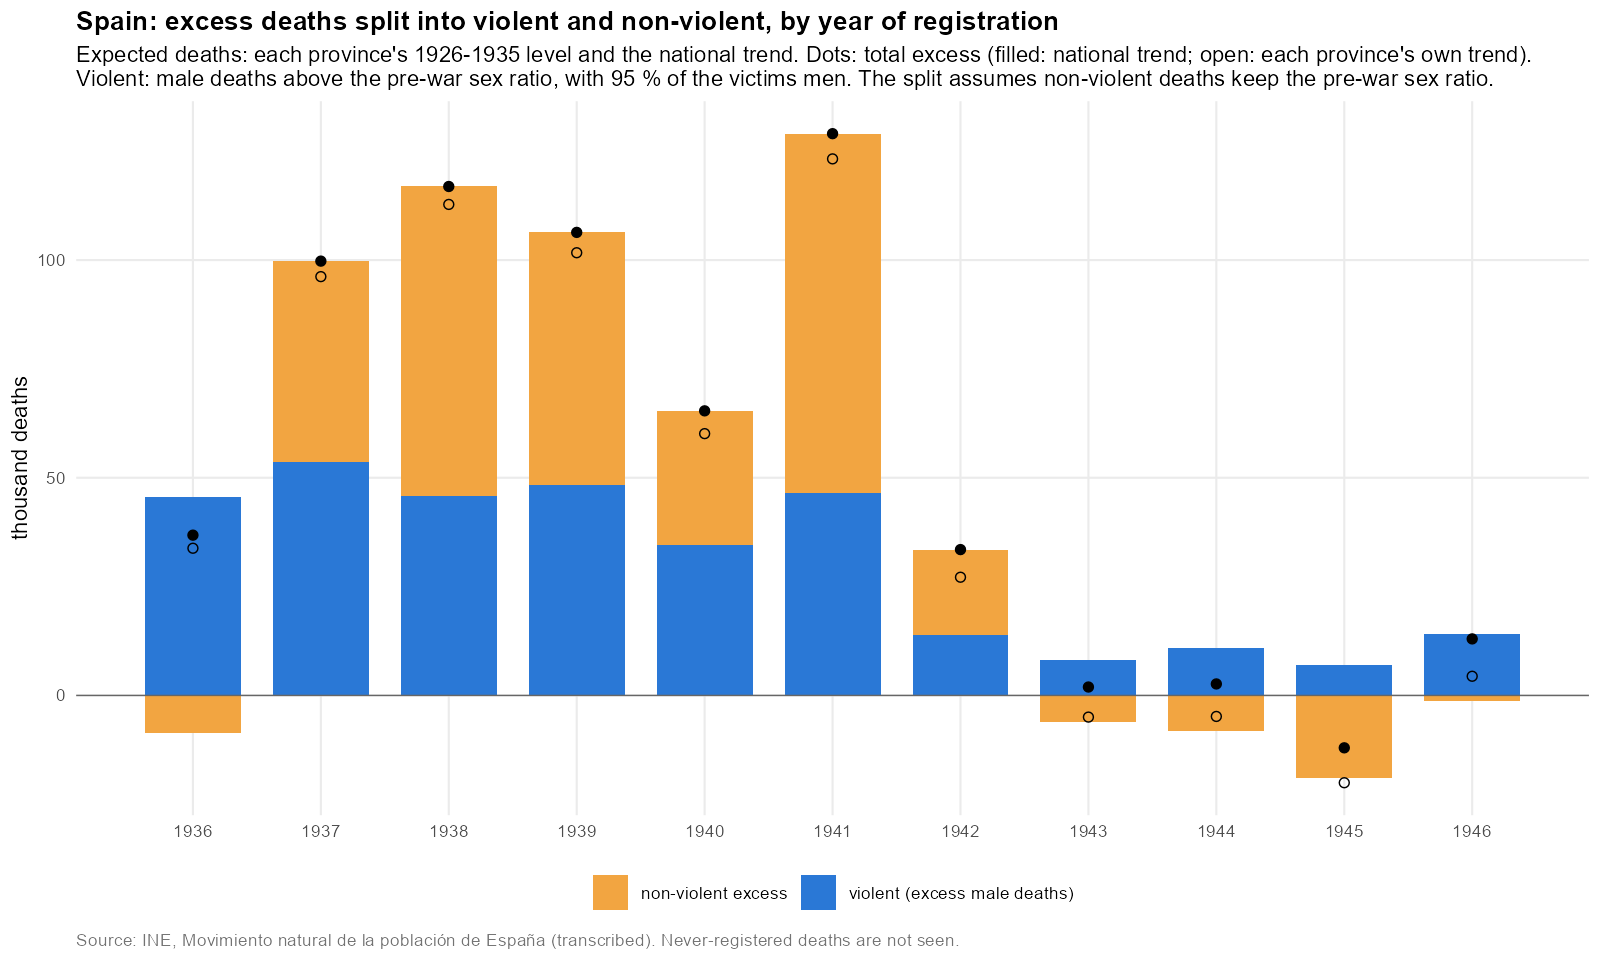 Spain: excess deaths split into violent and non-violent, by year of registration
Expected deaths: each province's 1926-1935 level and the national trend. Dots: total excess (filled: national trend; open: each province's own trend).
Violent: male deaths above the pre-war sex ratio, with 95 % of the victims men. The split assumes non-violent deaths keep the pre-war sex ratio.
thousand deaths
100
50
0
1936 1937 1938 1939 1940 1941 1942 1943 1944 1945 1946
non-violent excess violent (excess male deaths)
Source: INE, Movimiento natural de la población de España (transcribed). Never-registered deaths are not seen.